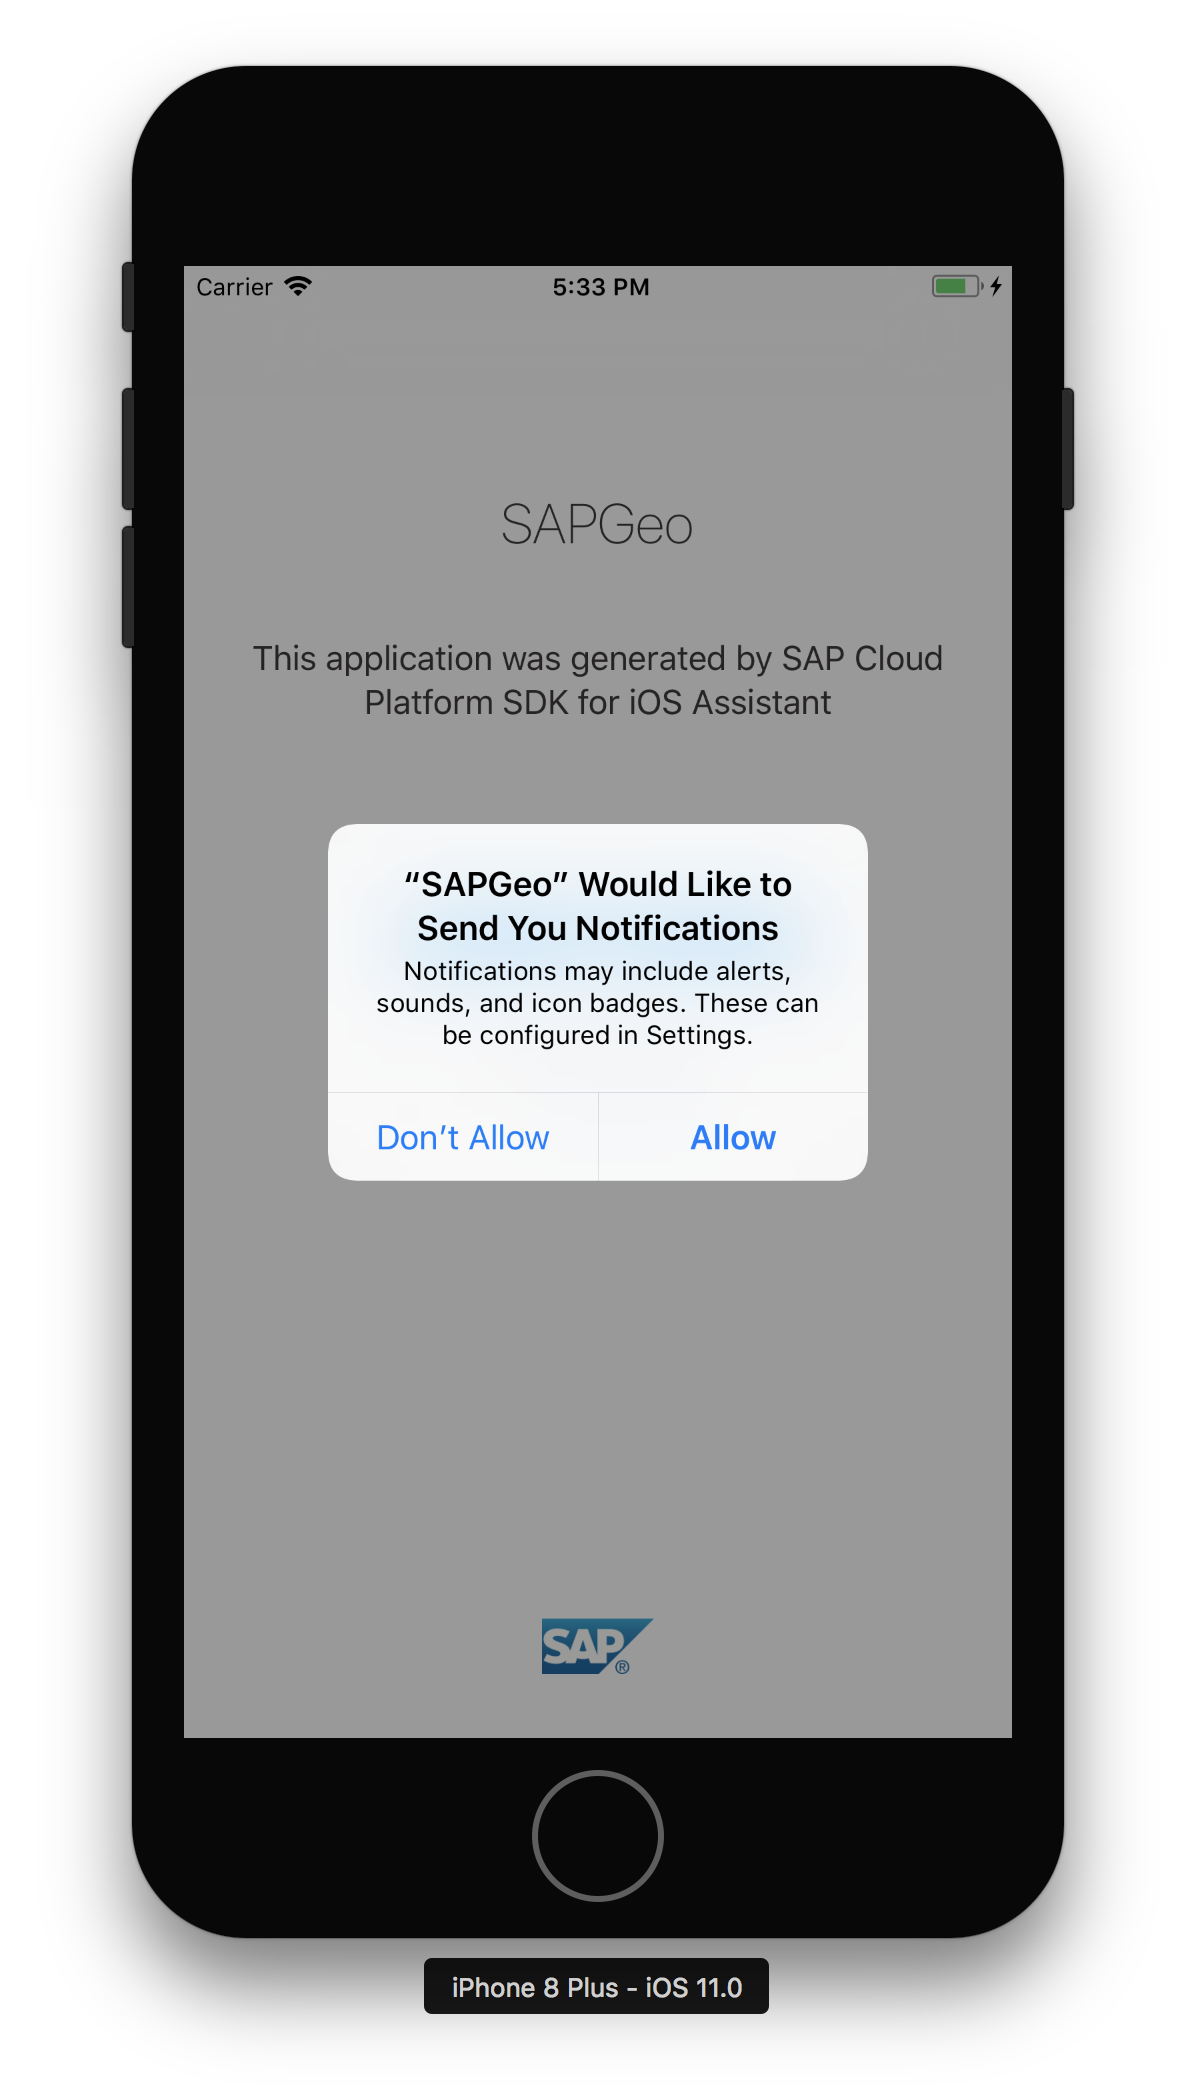 Carrier 5:33 PM
SAPGeo
This application was generated by SAP Cloud
Platform SDK for iOS Assistant
“SAPGeo” Would Like to
Send You Notifications
Notifications may include alerts,
sounds, and icon badges. These can
be configured in Settings.
Don’t Allow Allow
SAP®
iPhone 8 Plus – iOS 11.0